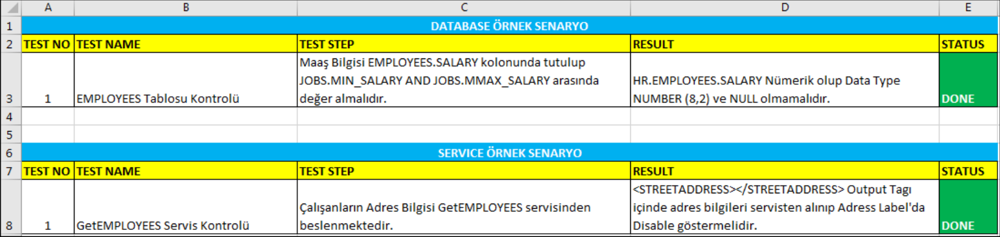 A B C D E
1 DATABASE ÖRNEK SENARYO
2 TEST NO TEST NAME TEST STEP RESULT STATUS
Maaş Bilgisi EMPLOYEES.SALARY kolonunda tutulup
JOBS.MIN_SALARY AND JOBS.MMAX_SALARY arasında
değer almalıdır.
HR.EMPLOYEES.SALARY Nümerik olup Data Type
NUMBER (8,2) ve NULL olmamalıdır.
3 1 EMPLOYEES Tablosu Kontrolü DONE
4
5
6 SERVICE ÖRNEK SENARYO
7 TEST NO TEST NAME TEST STEP RESULT STATUS
Çalışanların Adres Bilgisi GetEMPLOYEES servisinden
beslenmektedir.
<STREETADDRESS></STREETADDRESS> Output Tagı
içinde adres bilgileri servisten alınıp Adress Label'da
Disable göstermelidir.
8 1 GetEMPLOYEES Servis Kontrolü DONE